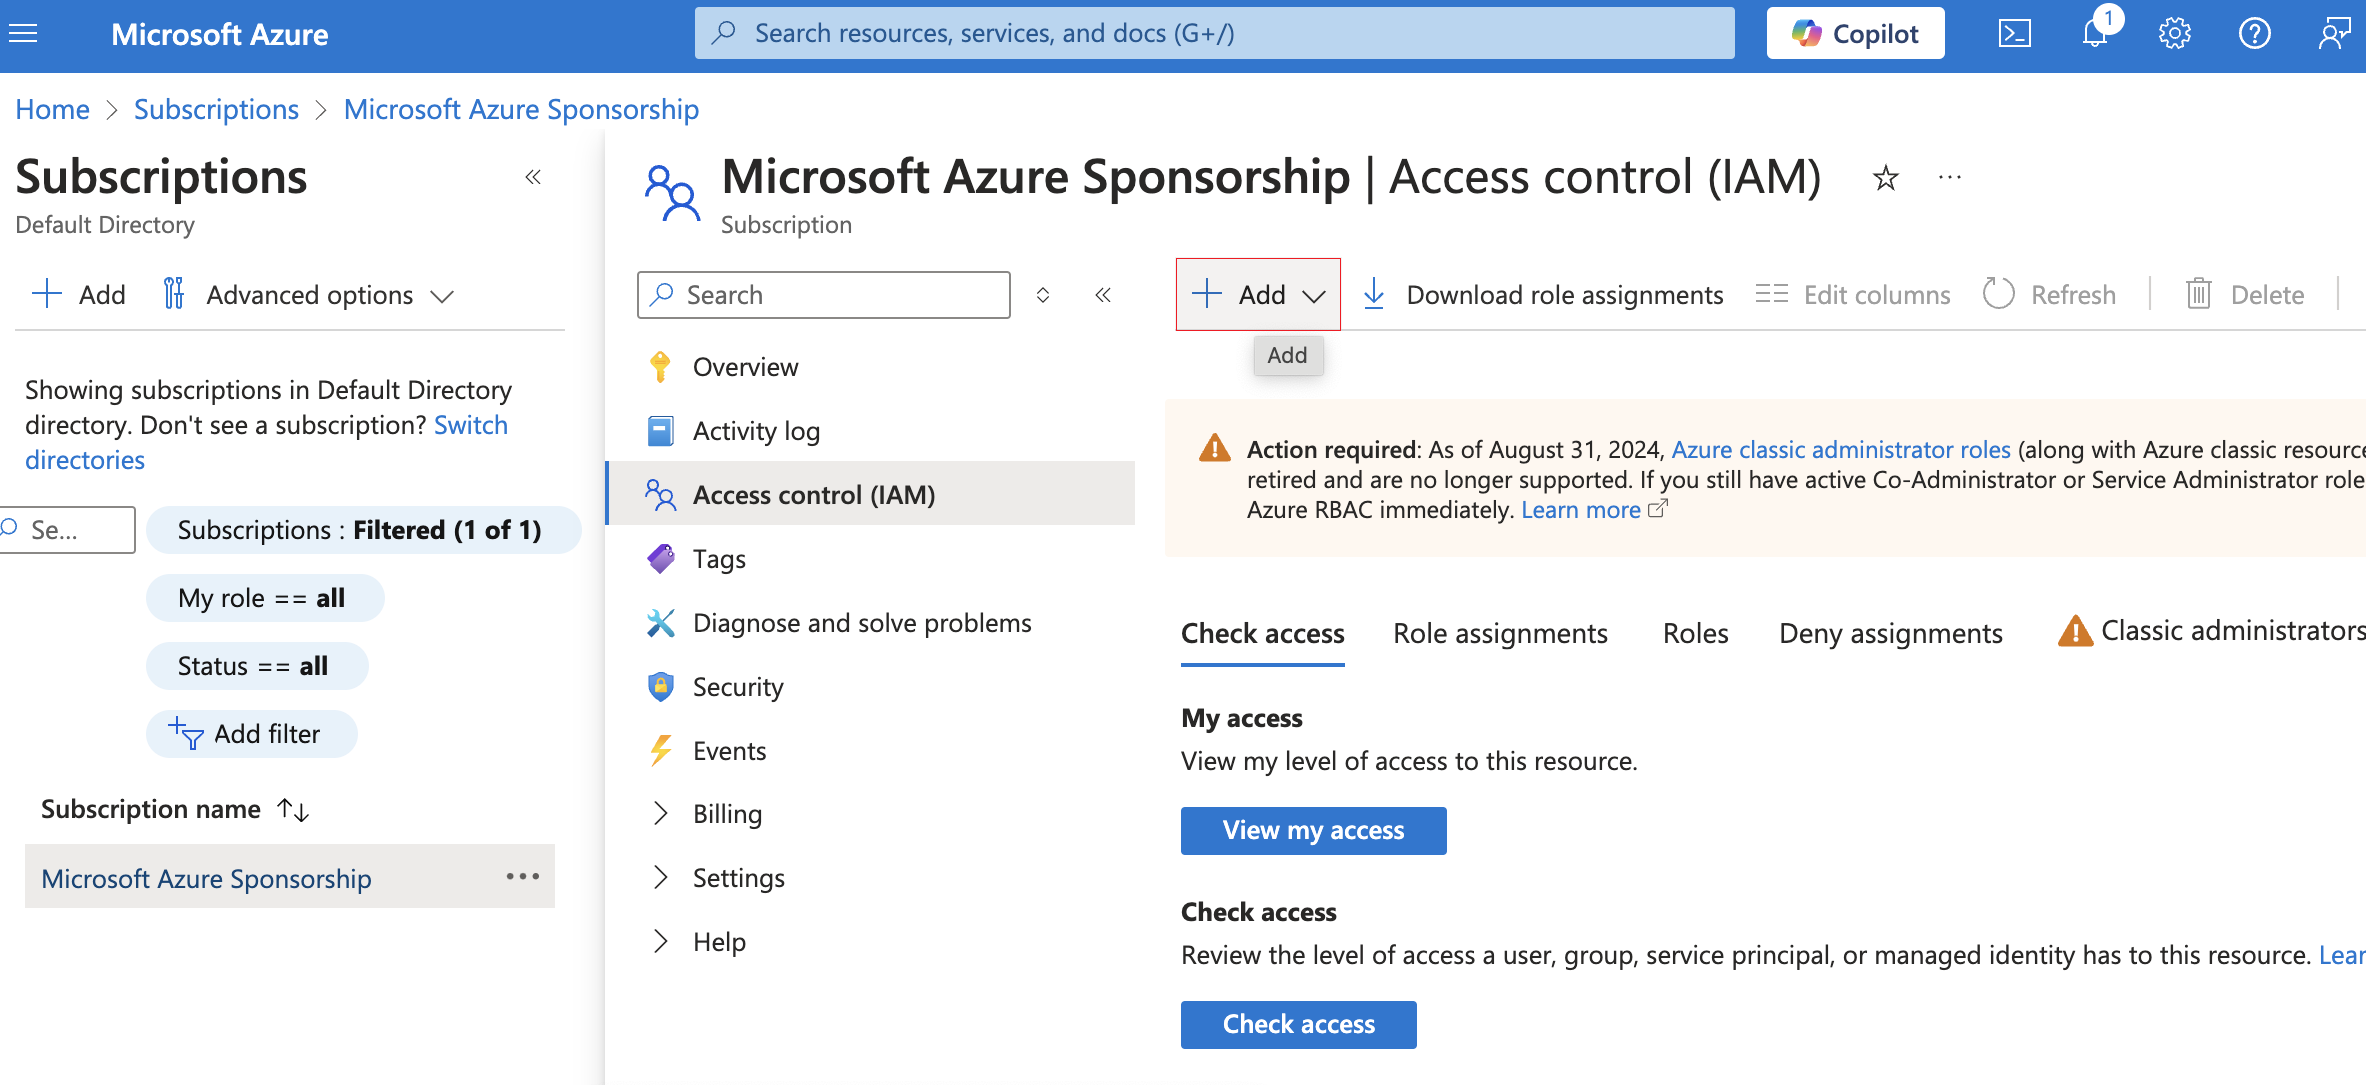 Microsoft Azure
Search resources, services, and docs (G+/)
Copilot
1
Home > Subscriptions > Microsoft Azure Sponsorship
Subscriptions
Default Directory
Add
Advanced options
Showing subscriptions in Default Directory
directory. Don't see a subscription? Switch
directories
Se...
Subscriptions : Filtered (1 of 1)
My role == all
Status == all
Add filter
Subscription name
Microsoft Azure Sponsorship
Microsoft Azure Sponsorship | Access control (IAM)
Subscription
Search
Overview
Activity log
Access control (IAM)
Tags
Diagnose and solve problems
Security
Events
Billing
Settings
Help
Add
Download role assignments
Edit columns
Refresh
Delete
Add
Action required: As of August 31, 2024, Azure classic administrator roles (along with Azure classic resource
retired and are no longer supported. If you still have active Co-Administrator or Service Administrator role
Azure RBAC immediately. Learn more
Check access
Role assignments
Roles
Deny assignments
Classic administrators
My access
View my level of access to this resource.
View my access
Check access
Review the level of access a user, group, service principal, or managed identity has to this resource. Lear
Check access